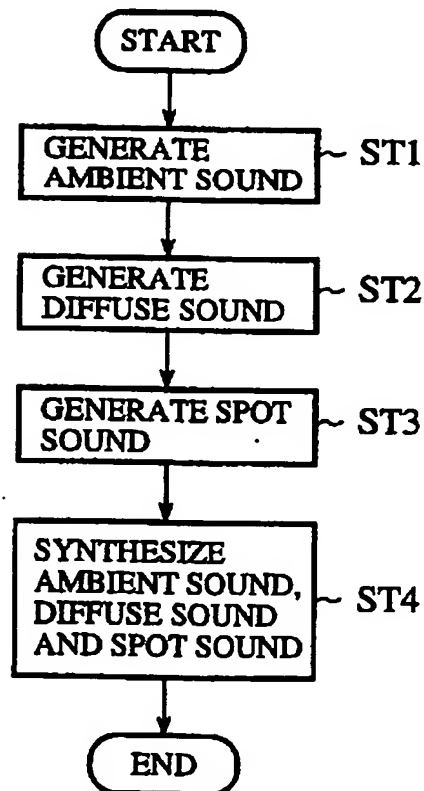 START
GENERATE
AMBIENT SOUND
ST1
GENERATE
DIFFUSE SOUND
ST2
GENERATE SPOT
SOUND
ST3
SYNTHESIZE
AMBIENT SOUND,
DIFFUSE SOUND
AND SPOT SOUND
ST4
END